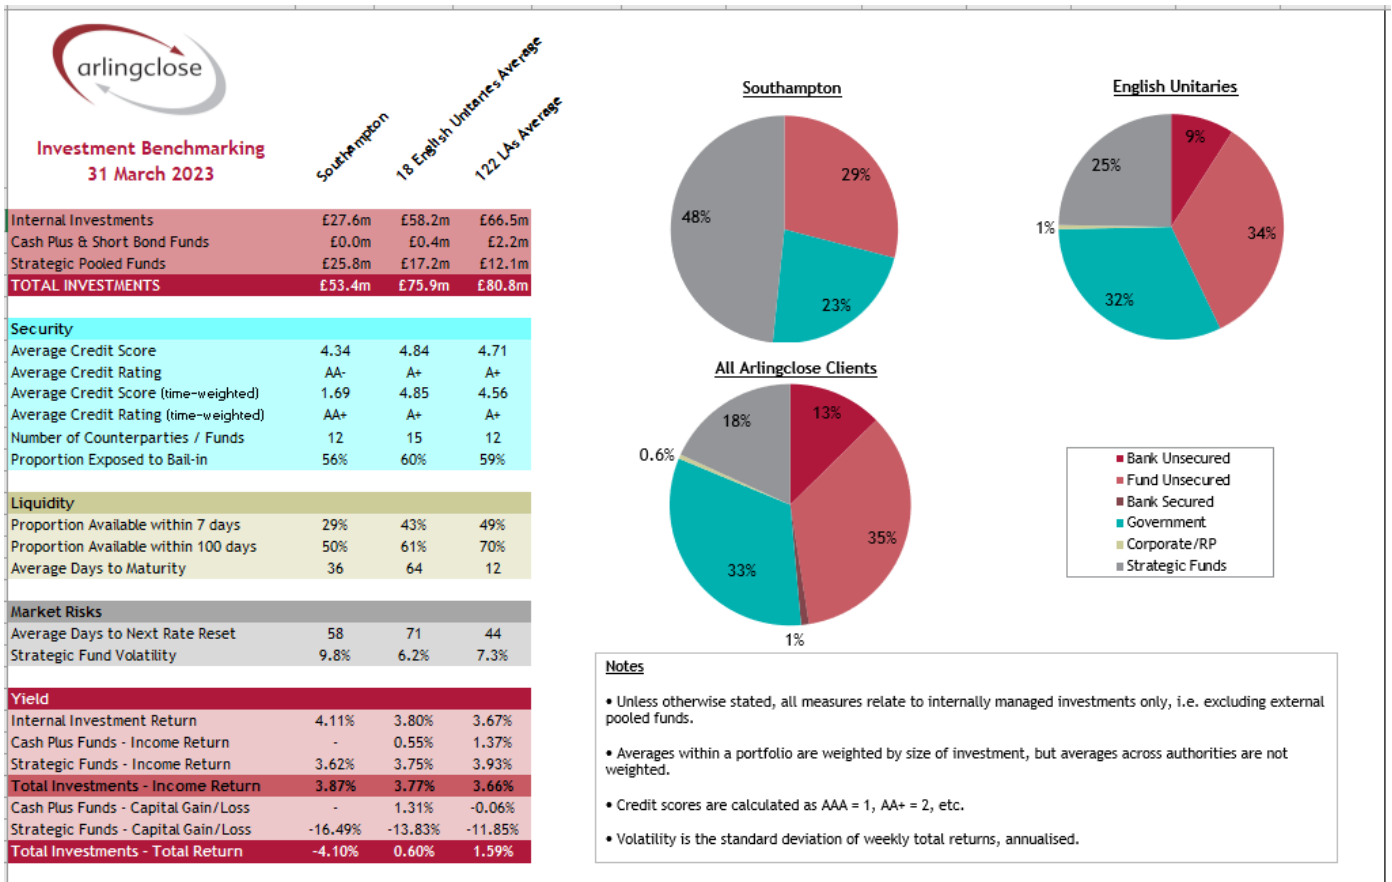 arlingclose
Investment Benchmarking
31 March 2023
Southampton
18 English Unitaries Average
122 LAs Average
Internal Investments £27.6m £58.2m £66.5m
Cash Plus & Short Bond Funds £0.0m £0.4m £2.2m
Strategic Pooled Funds £25.8m £17.2m £12.1m
TOTAL INVESTMENTS £53.4m £75.9m £80.8m
Security
Average Credit Score 4.34 4.84 4.71
Average Credit Rating AA- A+ A+
Average Credit Score (time-weighted) 1.69 4.85 4.56
Average Credit Rating (time-weighted) AA+ A+ A+
Number of Counterparties / Funds 12 15 12
Proportion Exposed to Bail-in 56% 60% 59%
Liquidity
Proportion Available within 7 days 29% 43% 49%
Proportion Available within 100 days 50% 61% 70%
Average Days to Maturity 36 64 12
Market Risks
Average Days to Next Rate Reset 58 71 44
Strategic Fund Volatility 9.8% 6.2% 7.3%
Yield
Internal Investment Return 4.11% 3.80% 3.67%
Cash Plus Funds - Income Return - 0.55% 1.37%
Strategic Funds - Income Return 3.62% 3.75% 3.93%
Total Investments - Income Return 3.87% 3.77% 3.66%
Cash Plus Funds - Capital Gain/Loss - 1.31% -0.06%
Strategic Funds - Capital Gain/Loss -16.49% -13.83% -11.85%
Total Investments - Total Return -4.10% 0.60% 1.59%
Southampton
29%
48%
23%
English Unitaries
9%
25%
1%
34%
32%
All Arlingclose Clients
13%
18%
0.6%
35%
33%
1%
Bank Unsecured
Fund Unsecured
Bank Secured
Government
Corporate/RP
Strategic Funds
Notes
• Unless otherwise stated, all measures relate to internally managed investments only, i.e. excluding external
pooled funds.
• Averages within a portfolio are weighted by size of investment, but averages across authorities are not
weighted.
• Credit scores are calculated as AAA = 1, AA+ = 2, etc.
• Volatility is the standard deviation of weekly total returns, annualised.